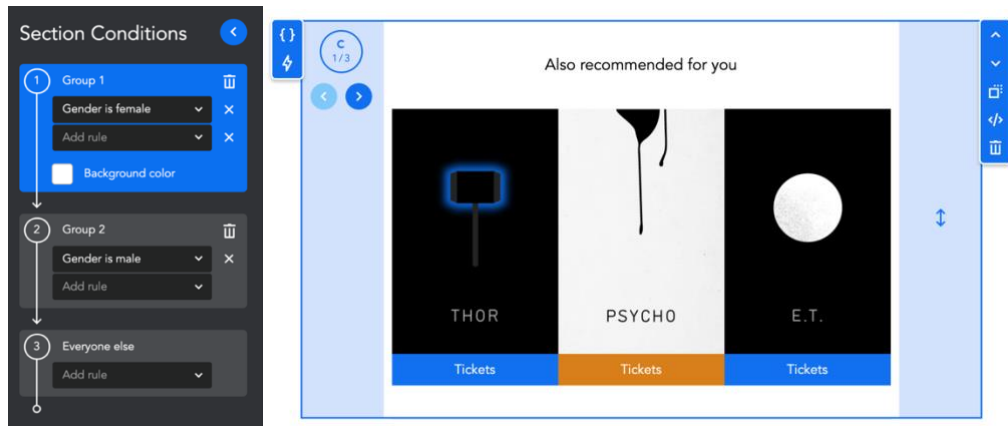 Section Conditions
1
Group 1
Gender is female
Add rule
Background color
2
Group 2
Gender is male
Add rule
3
Everyone else
Add rule
{}
C
1/3
Also recommended for you
THOR
PSYCHO
E.T.
Tickets
Tickets
Tickets
</>